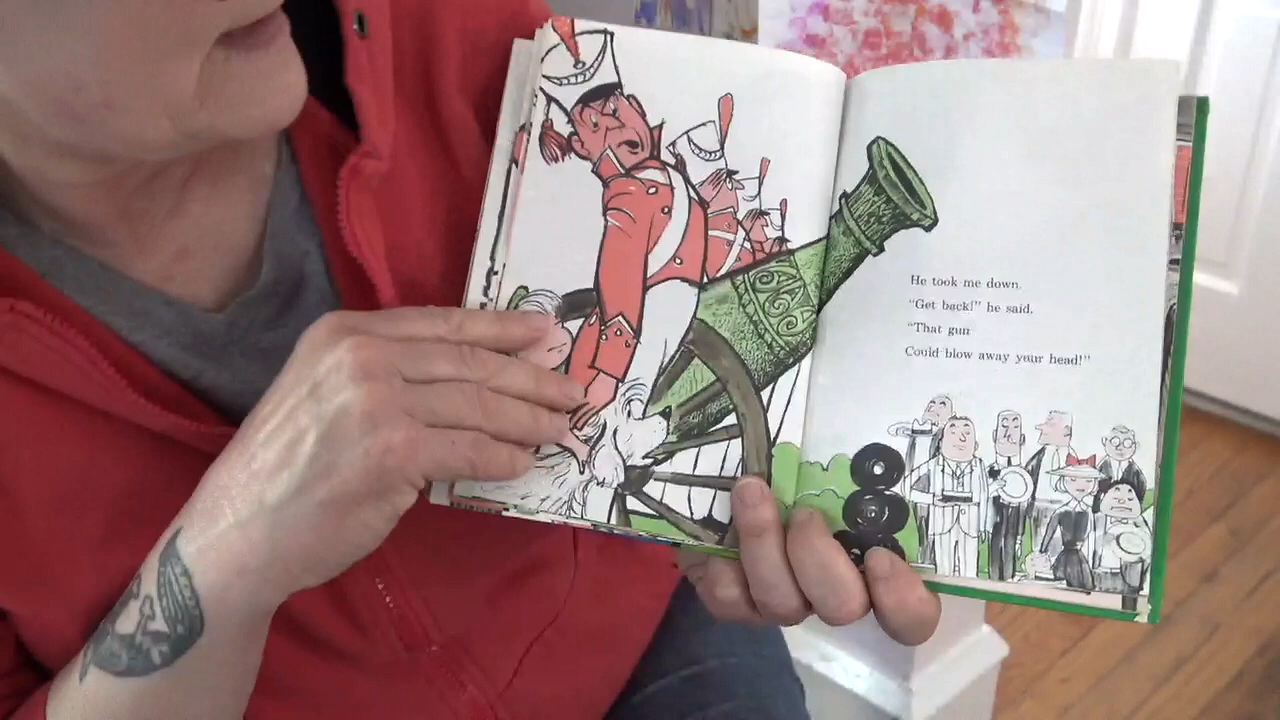 He took me down.
"Get back!" he said.
"That gun
Could blow away your head!"